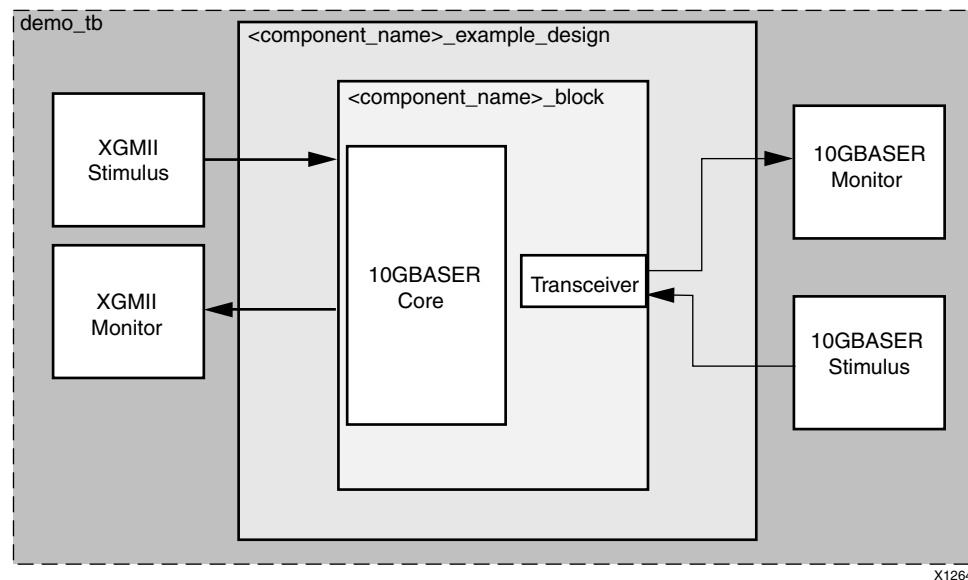 demo_tb
<component_name>_example_design
<component_name>_block
XGMII
Stimulus
XGMII
Monitor
10GBASER
Core
Transceiver
10GBASER
Monitor
10GBASER
Stimulus